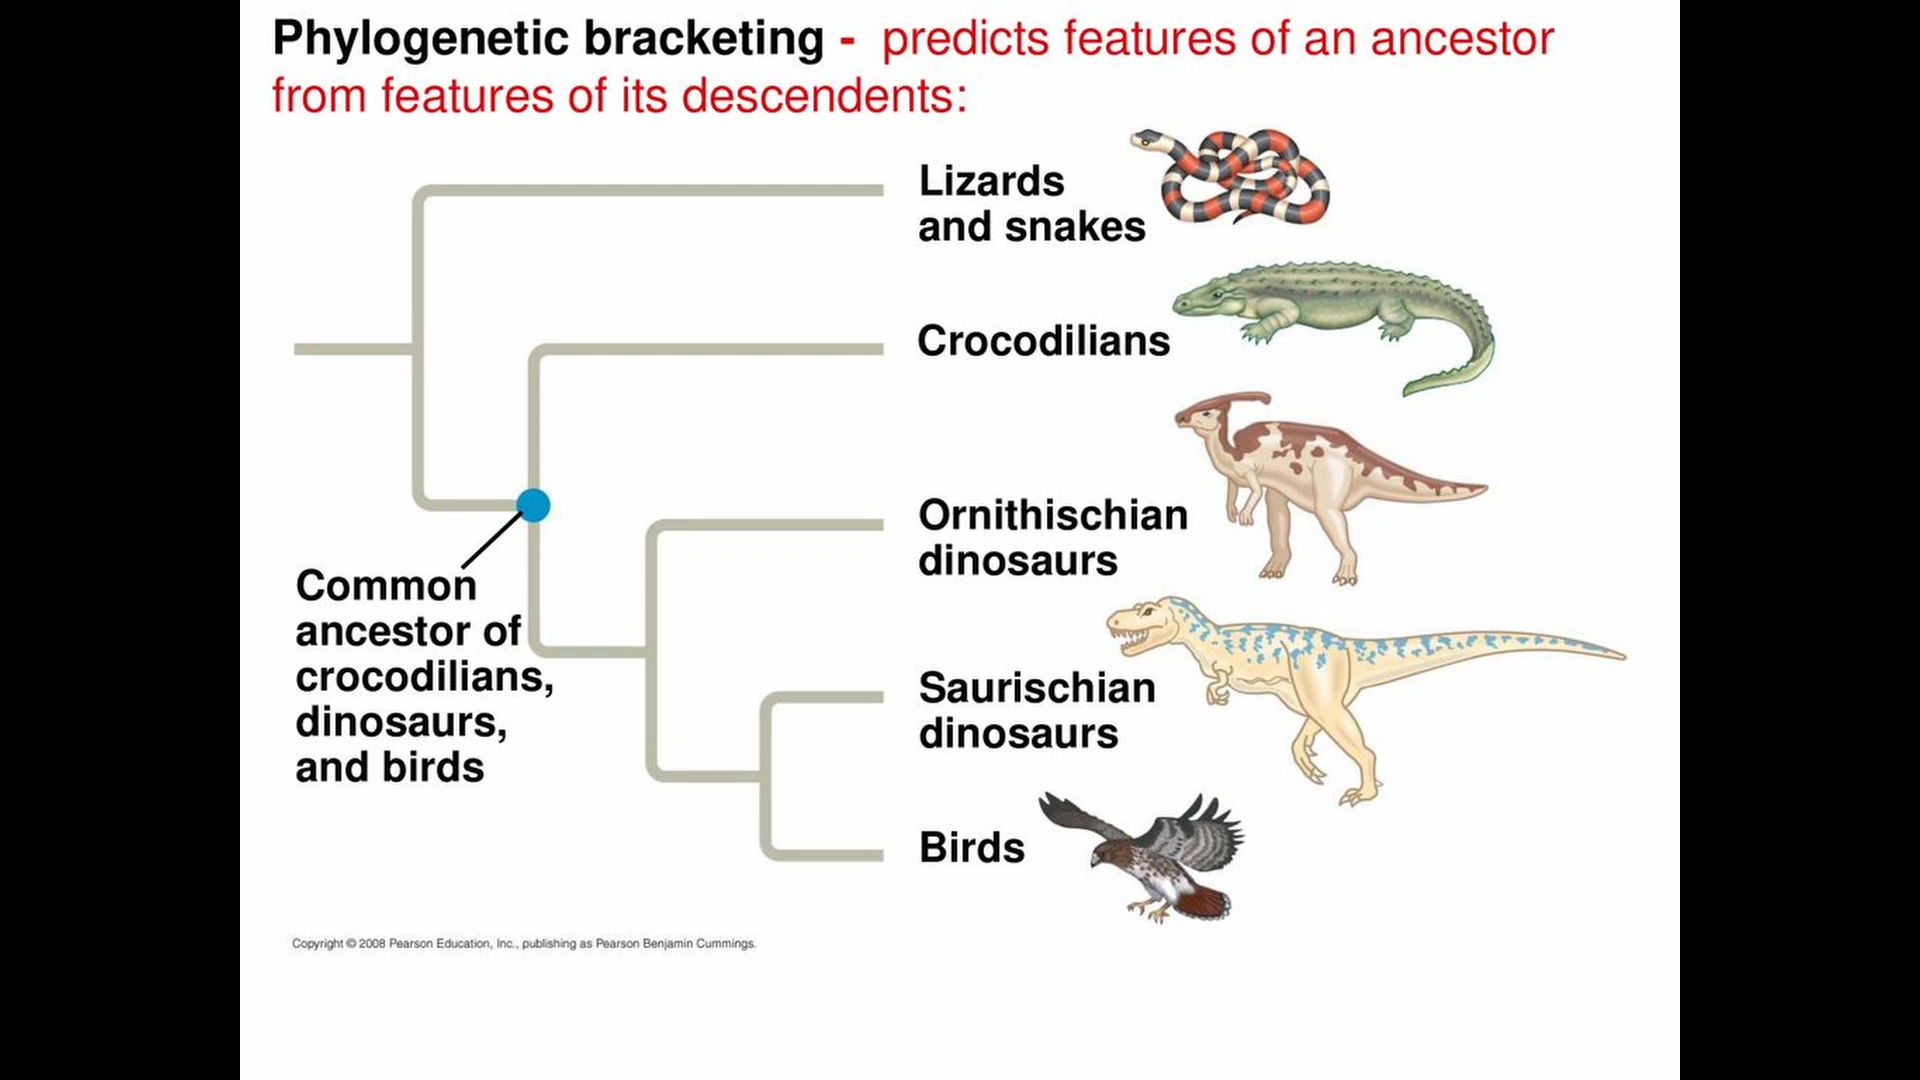 Phylogenetic bracketing - predicts features of an ancestor
from features of its descendents:
Lizards
and snakes
Crocodilians
Ornithischian
dinosaurs
Common
ancestor of
crocodilians,
dinosaurs,
and birds
Saurischian
dinosaurs
Birds
Copyright © 2008 Pearson Education, Inc., publishing as Pearson Benjamin Cummings.